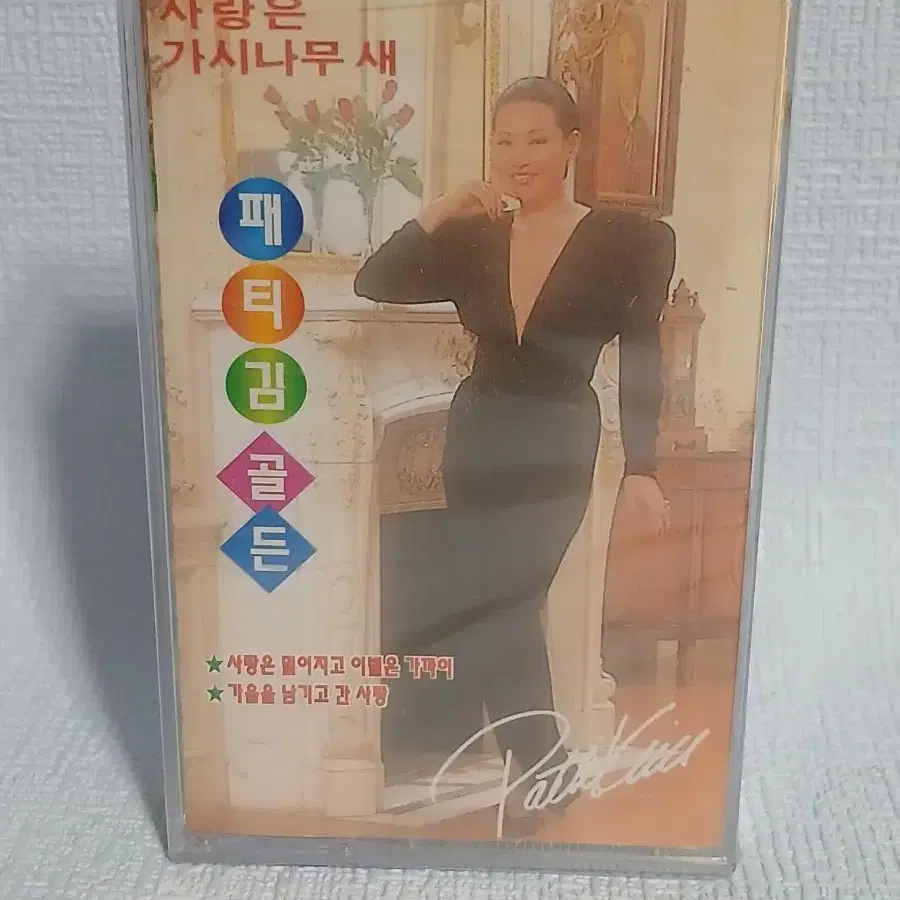 사랑은
가시나무 새
패
티
김
골
든
★사랑은 멀어지고 이별은 가까이
★가을을 남기고 간 사랑
Patti Kim